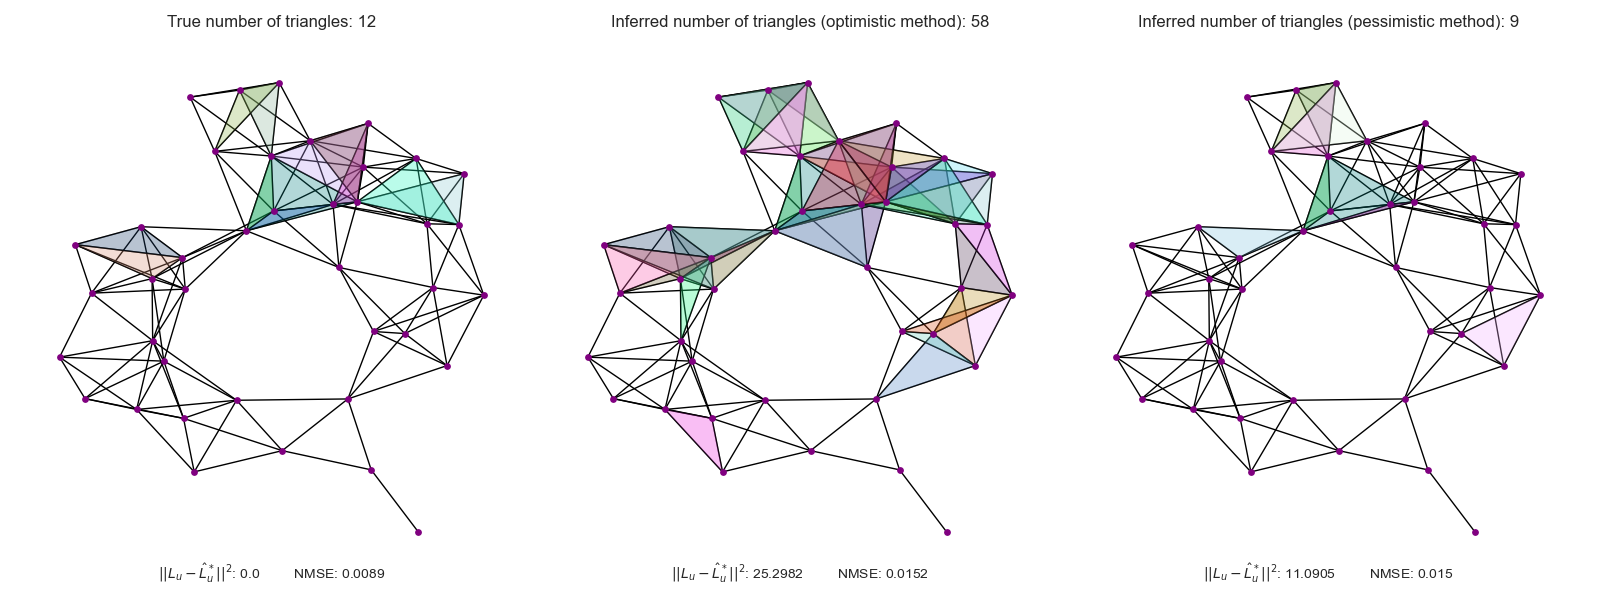 True number of triangles: 12
Inferred number of triangles (optimistic method): 58
Inferred number of triangles (pessimistic method): 9
$||L_u - \hat{L}_u^*||^2$: 0.0 NMSE: 0.0089
$||L_u - \hat{L}_u^*||^2$: 25.2982 NMSE: 0.0152
$||L_u - \hat{L}_u^*||^2$: 11.0905 NMSE: 0.015